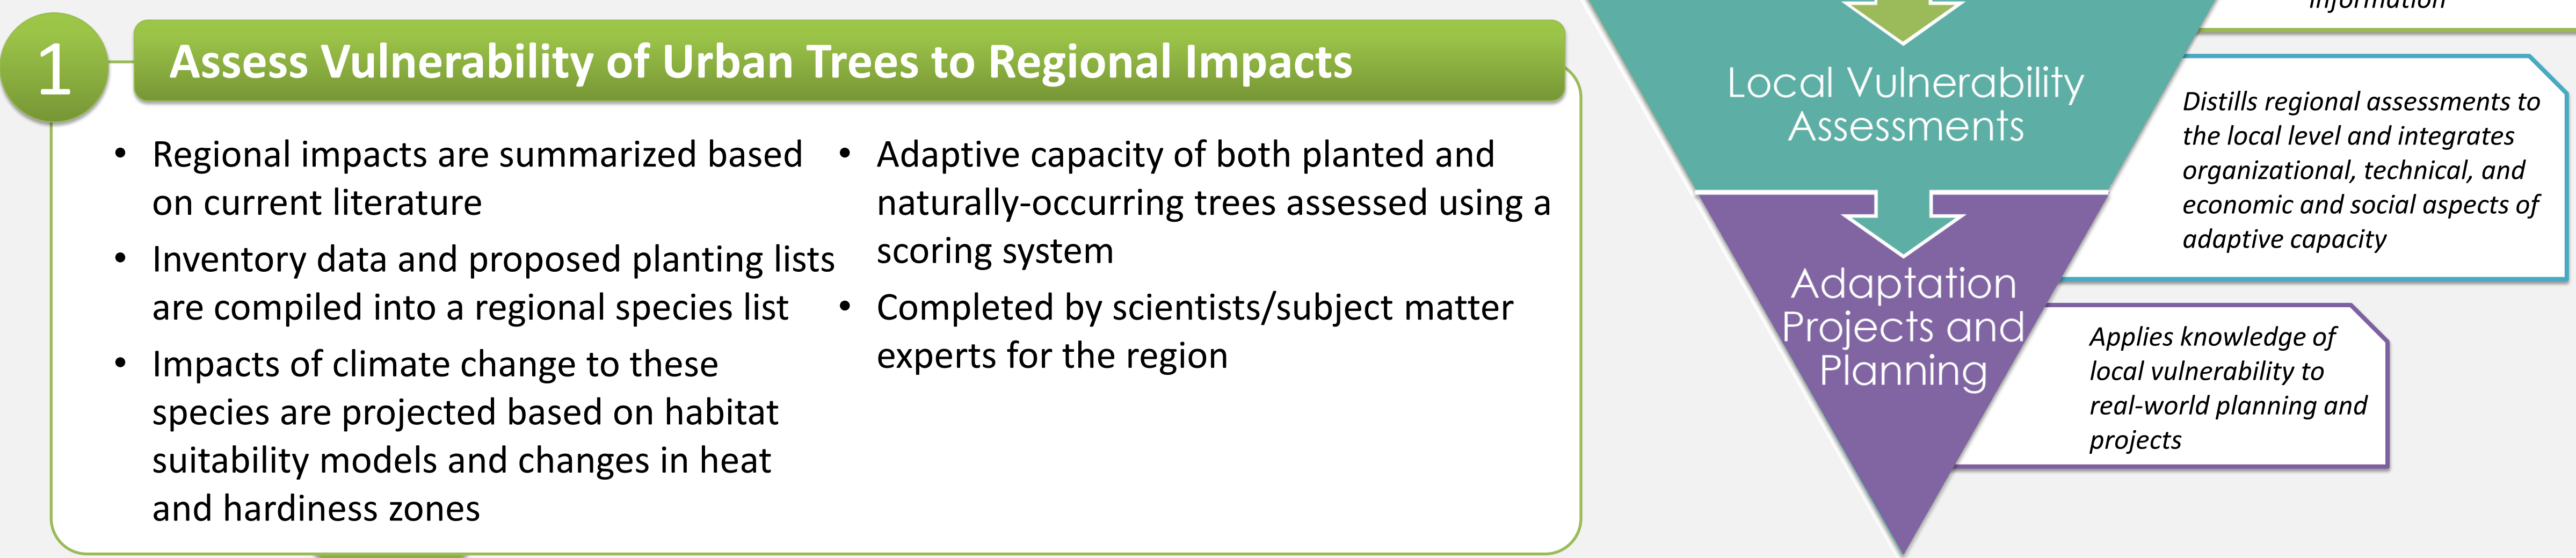 1
Assess Vulnerability of Urban Trees to Regional Impacts
• Regional impacts are summarized based
on current literature
• Inventory data and proposed planting lists
are compiled into a regional species list
• Impacts of climate change to these
species are projected based on habitat
suitability models and changes in heat
and hardiness zones
• Adaptive capacity of both planted and
naturally-occurring trees assessed using a
scoring system
• Completed by scientists/subject matter
experts for the region
information
Local Vulnerability
Assessments
Distills regional assessments to
the local level and integrates
organizational, technical, and
economic and social aspects of
adaptive capacity
Adaptation
Projects and
Planning
Applies knowledge of
local vulnerability to
real-world planning and
projects